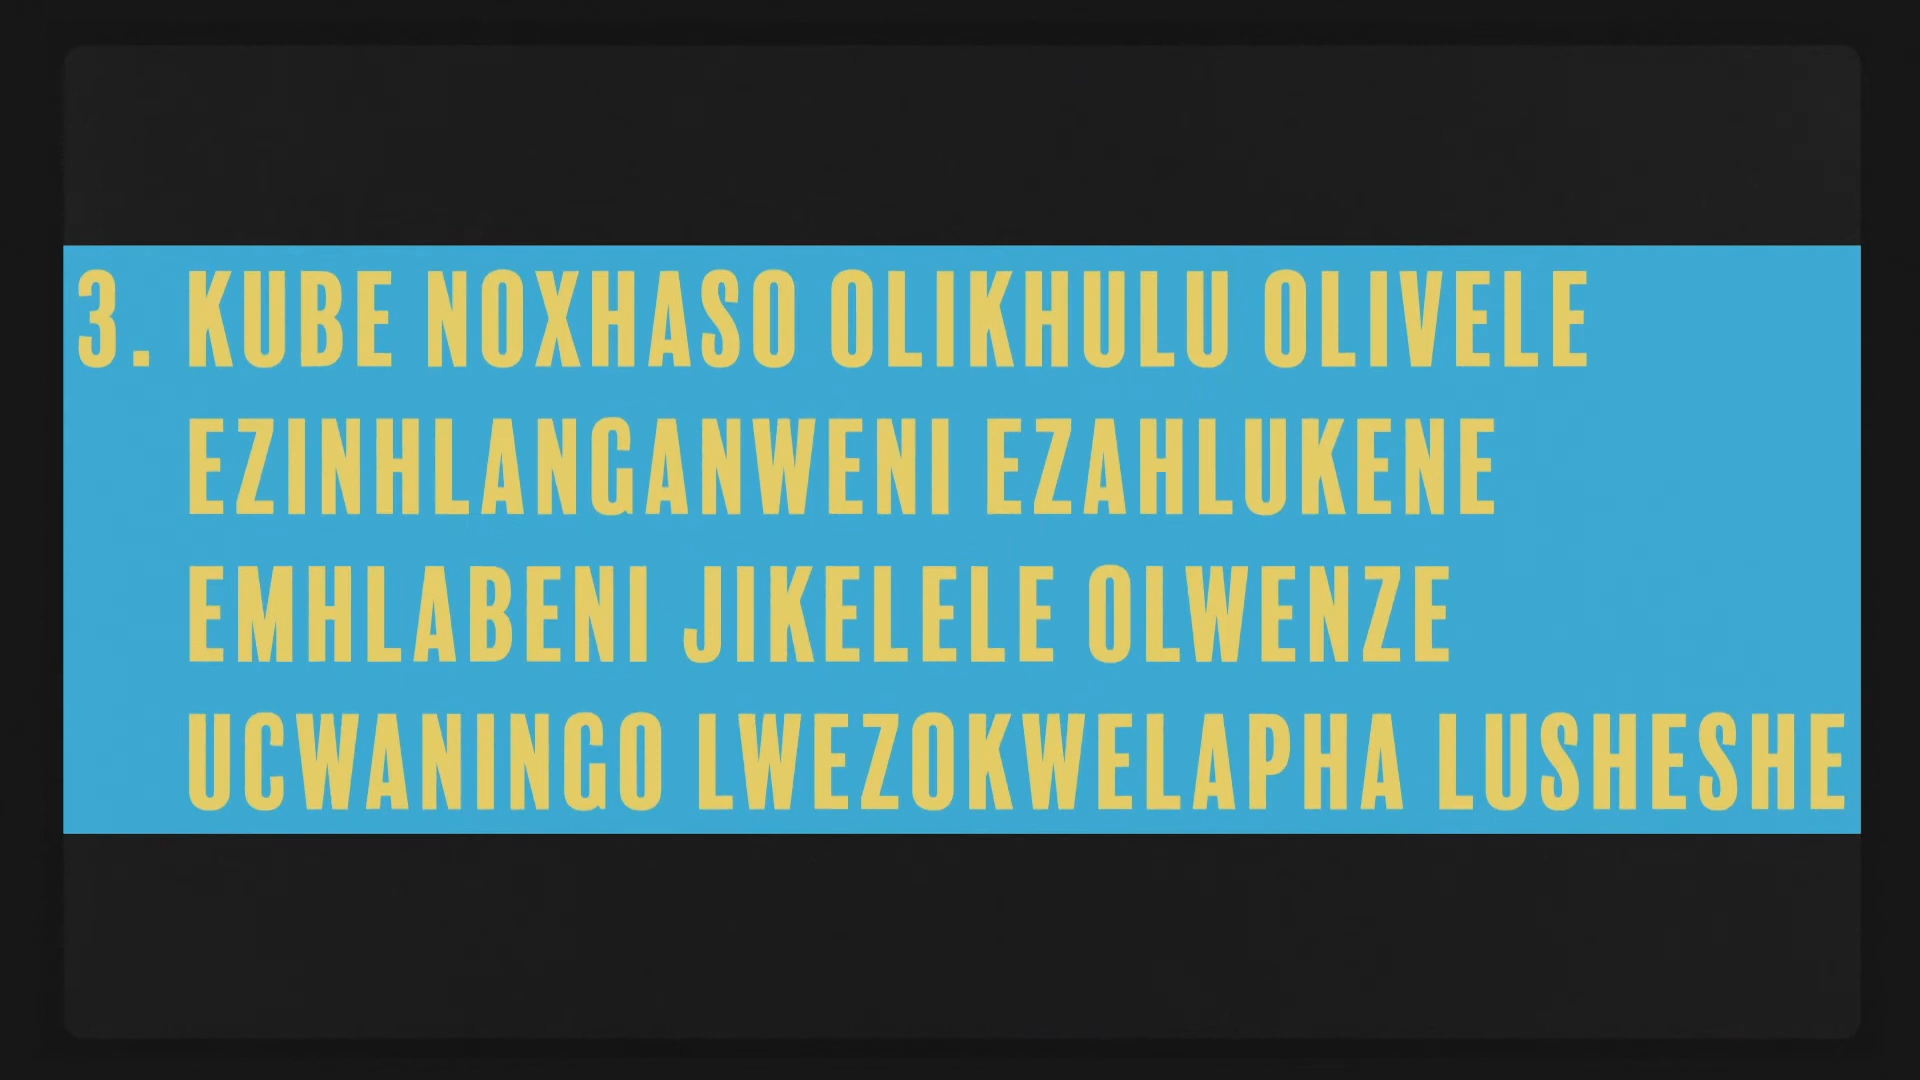 3. KUBE NOXHASO OLIKHULU OLIVELE
EZINHLANGANWENI EZAHLUKENE
EMHLABENI JIKELELE OLWENZE
UCWANINGO LWEZOKWELAPHA LUSHESHE